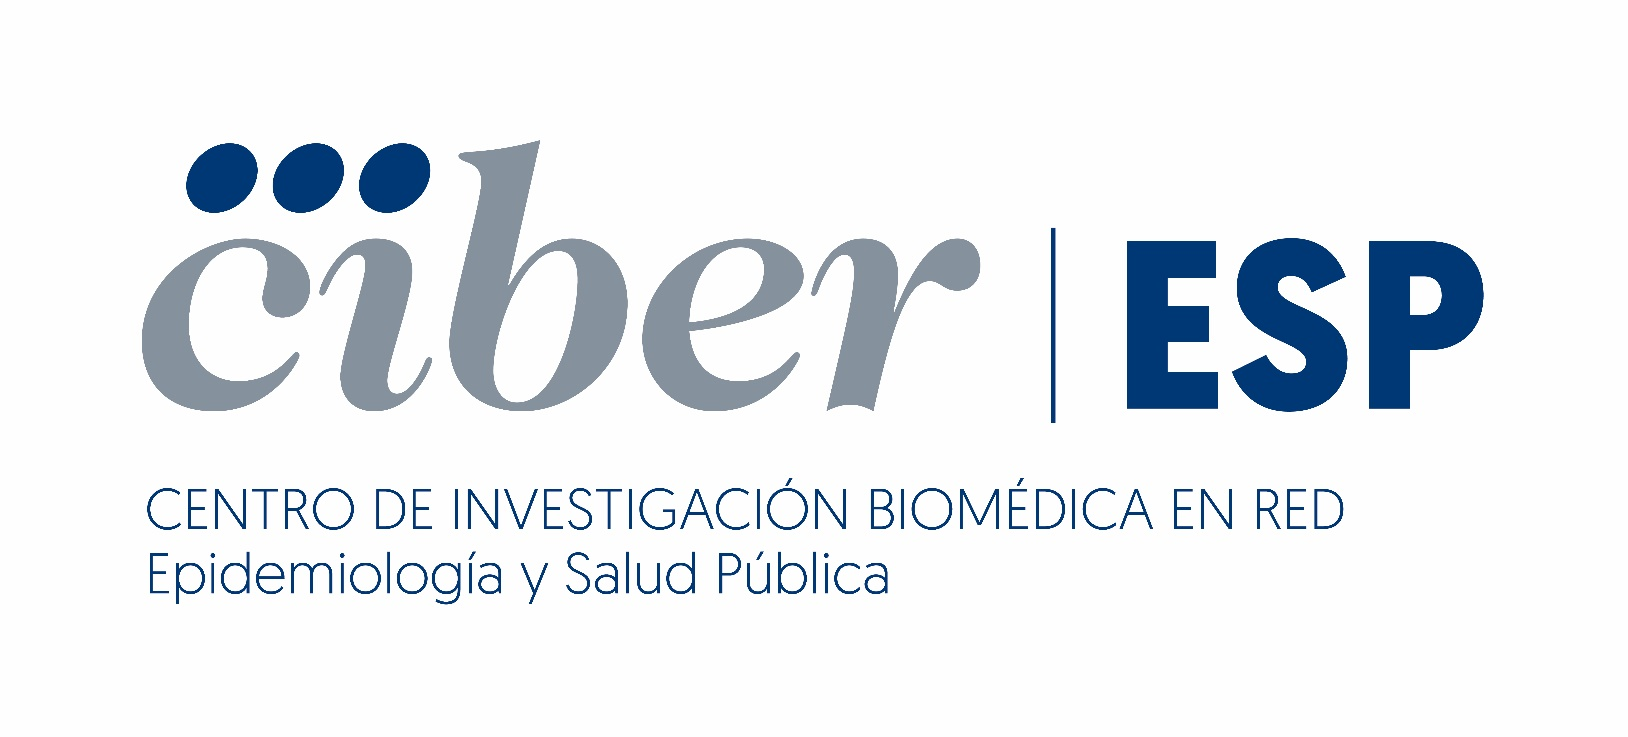 ciber | ESP
CENTRO DE INVESTIGACIÓN BIOMÉDICA EN RED
Epidemiología y Salud Pública